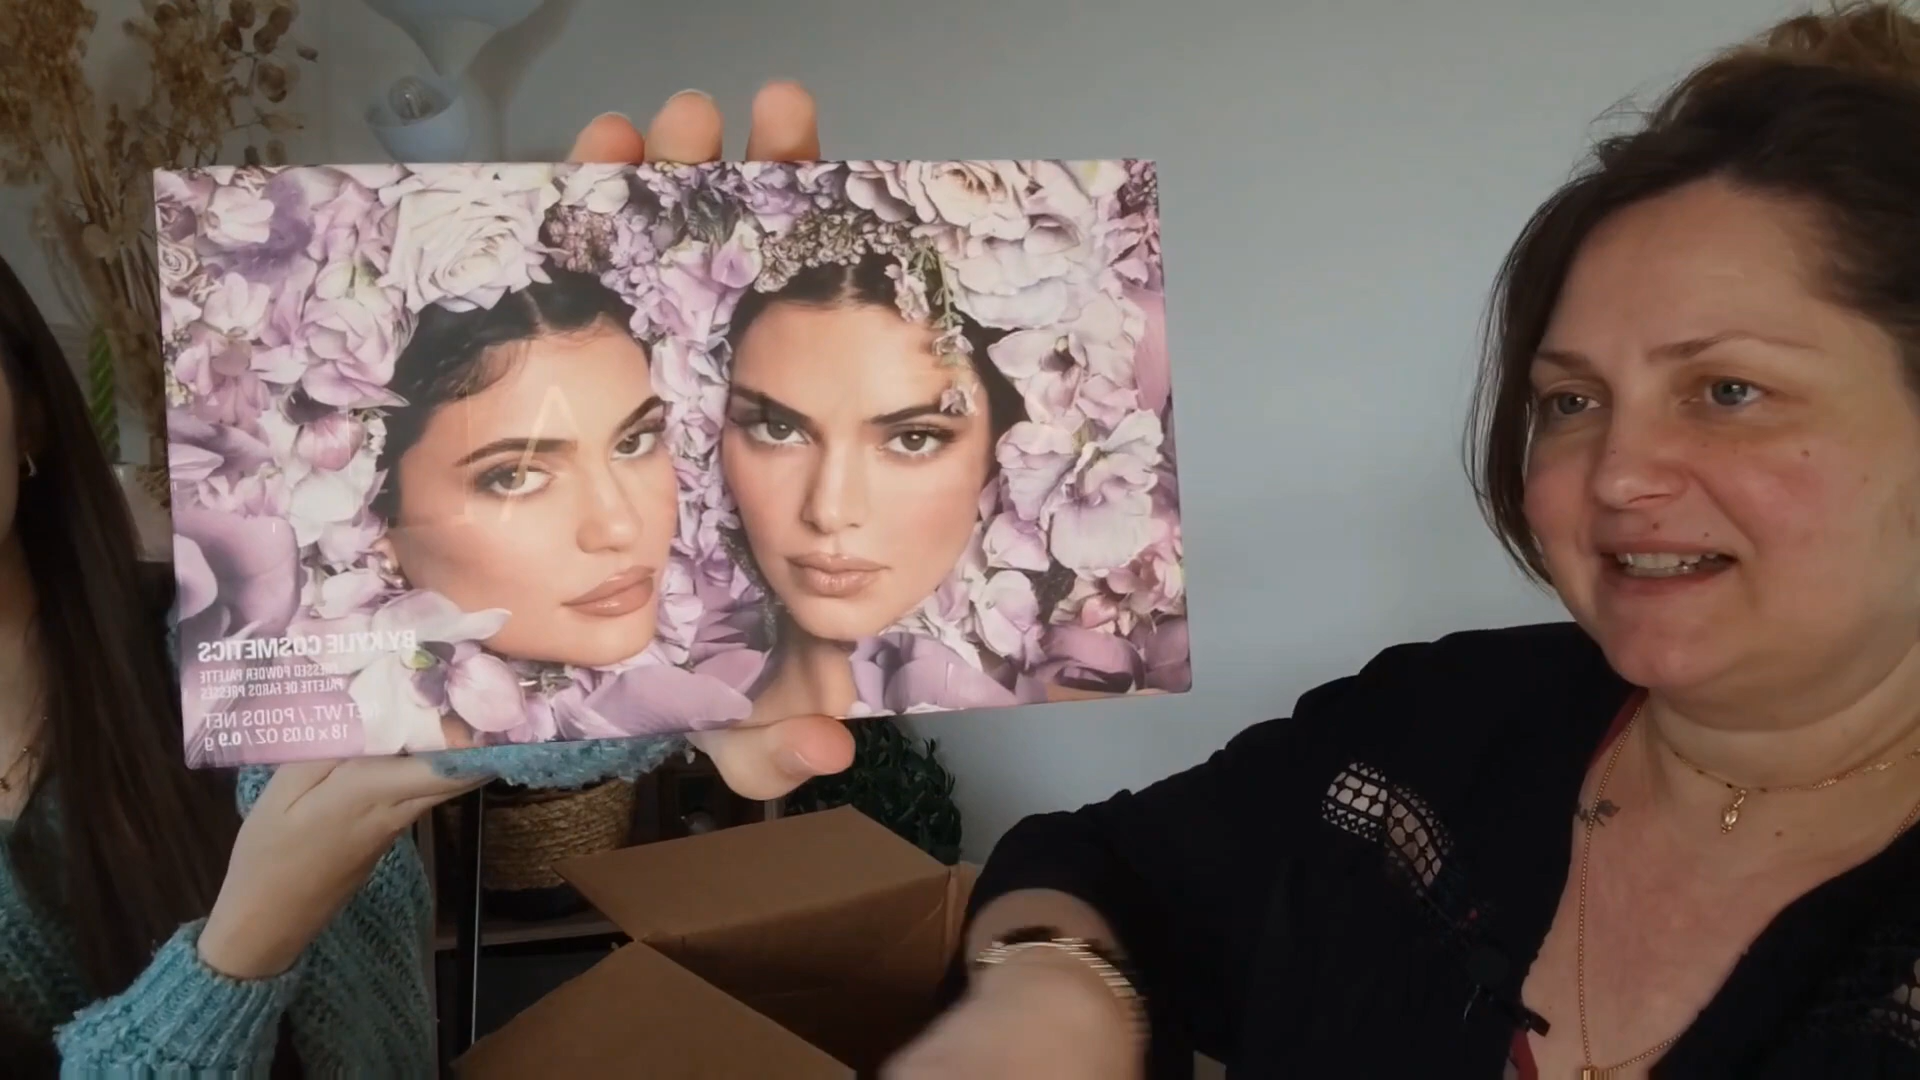 BY KYLIE COSMETICS
PRESSED POWDER PALETTE
PALETTE DE FARDS PRESSÉS
NET WT. / POIDS NET
18 x 0.03 OZ / 0.9 g